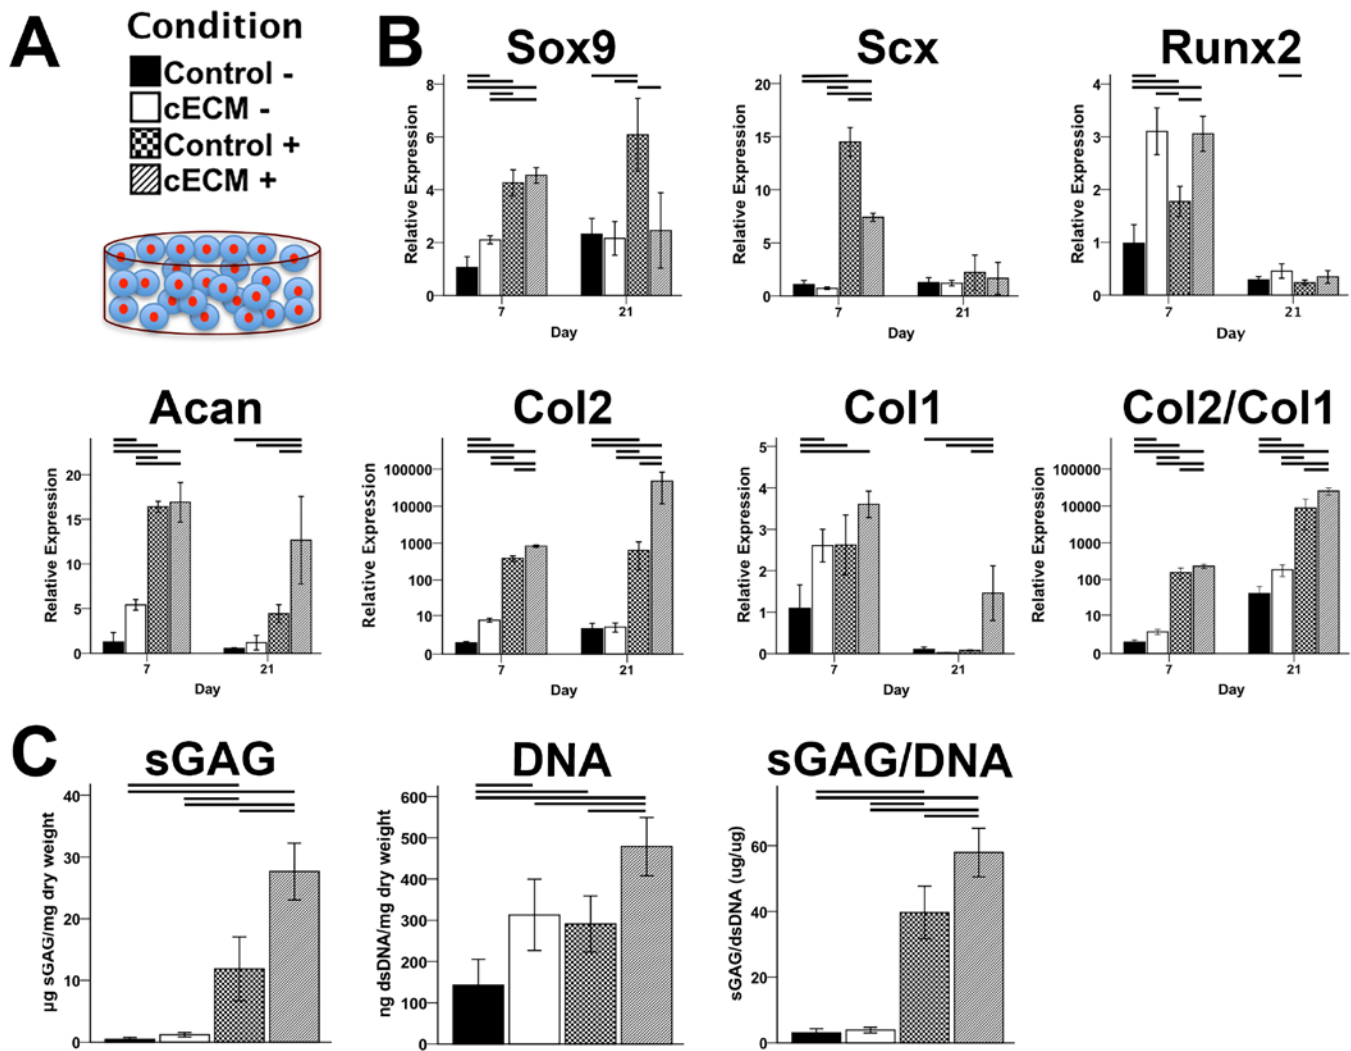 A
Condition
Control -
cECM -
Control +
cECM +
B
Sox9
Relative Expression
8
6
4
2
0
7
21
Day
Scx
Relative Expression
20
15
10
5
0
7
21
Day
Runx2
Relative Expression
4
3
2
1
0
7
21
Day
Acan
Relative Expression
20
15
10
5
0
7
21
Day
Col2
Relative Expression
100000
10000
1000
100
10
0
7
21
Day
Col1
Relative Expression
5
4
3
2
1
0
7
21
Day
Col2/Col1
Relative Expression
100000
10000
1000
100
10
0
7
21
Day
C
sGAG
µg sGAG/mg dry weight
40
30
20
10
0
DNA
ng dsDNA/mg dry weight
600
500
400
300
200
100
0
sGAG/DNA
sGAG/dsDNA (ug/ug)
60
40
20
0